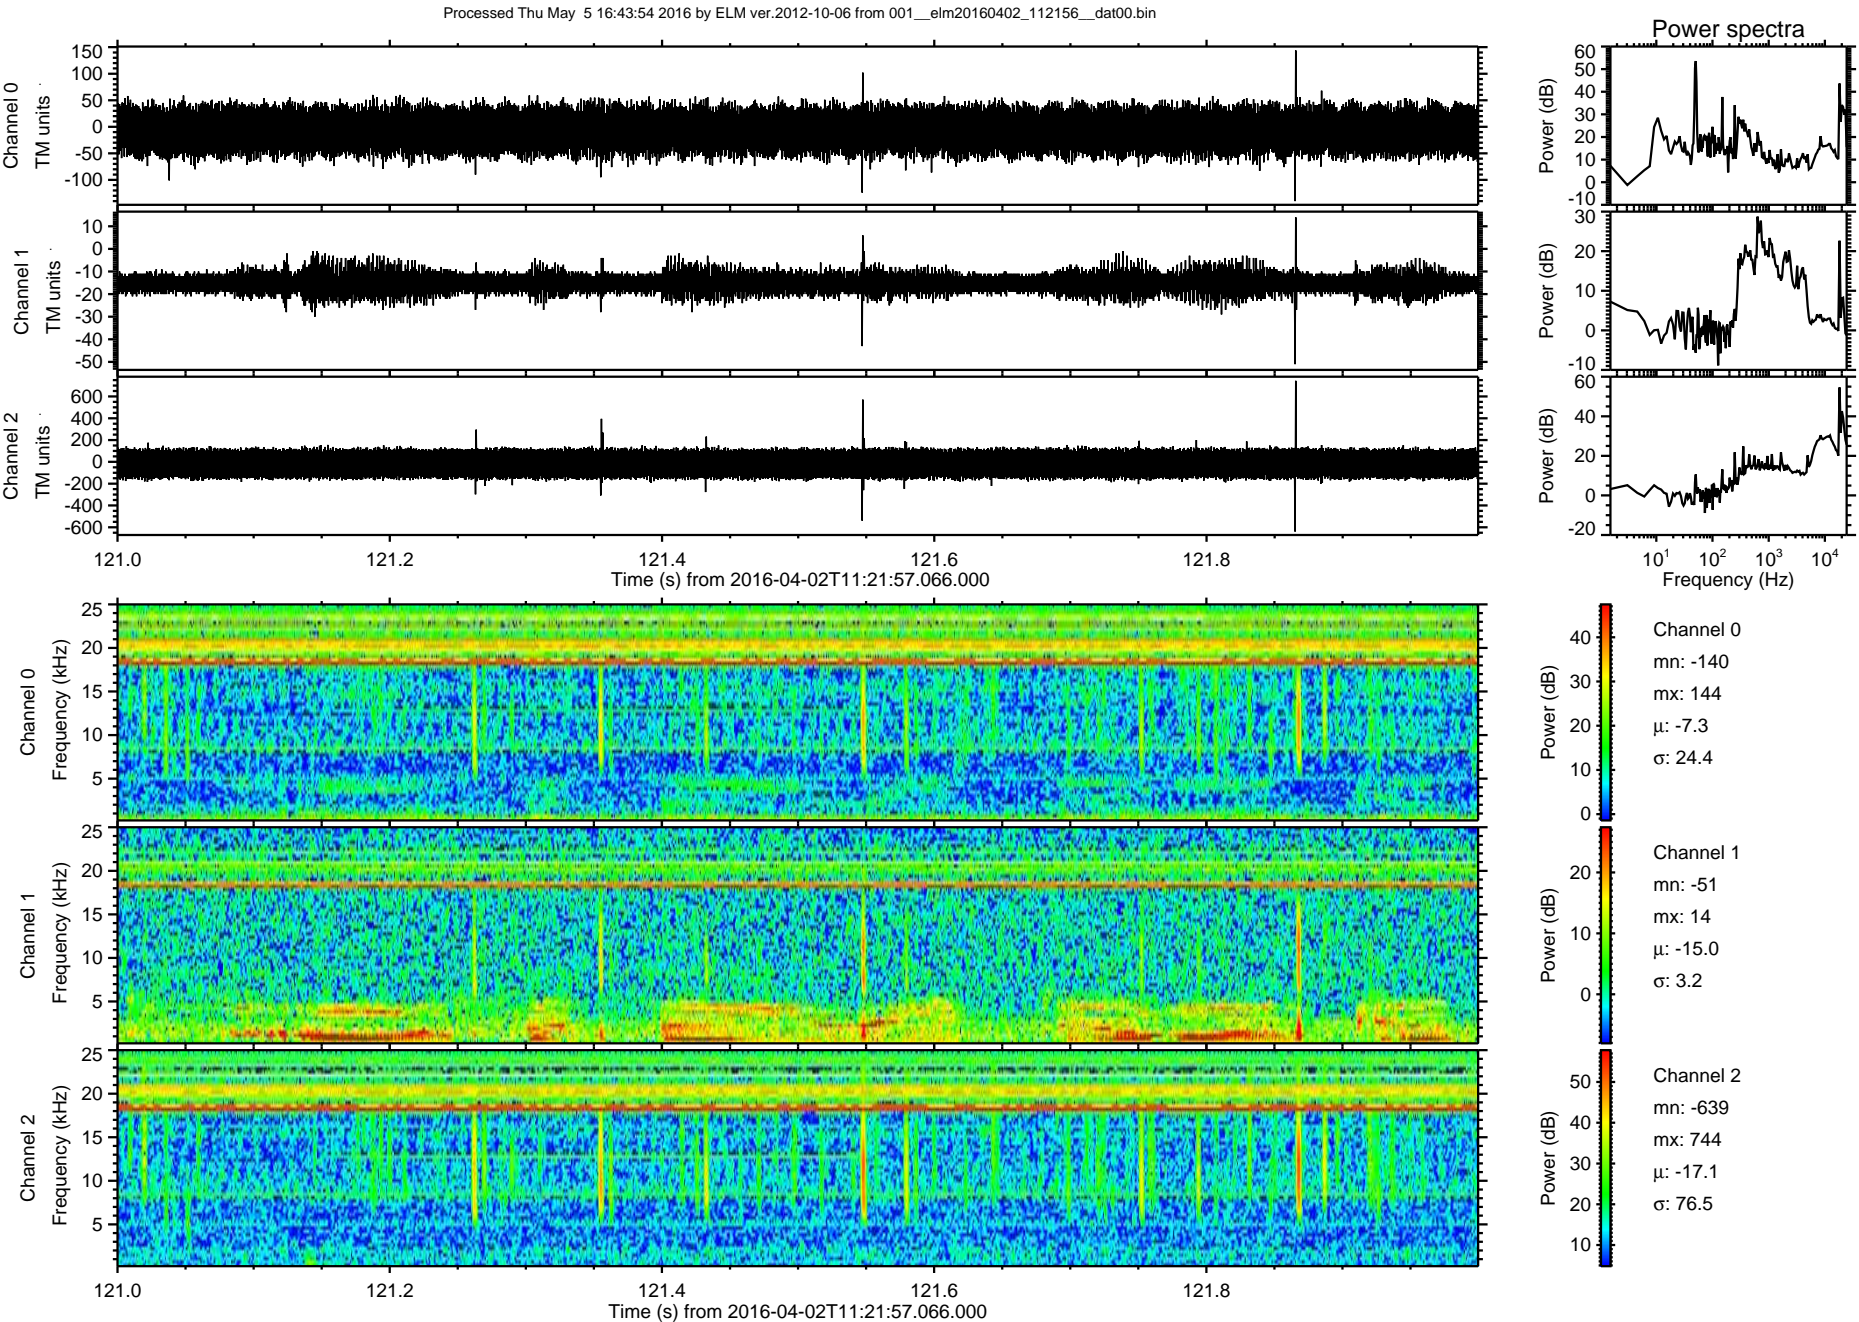 Processed Thu May  5 16:43:54 2016 by ELM ver.2012-10-06 from 001__elm20160402_112156__dat00.bin
Power spectra
Channel 0
TM units
150
100
50
0
-50
-100
Power (dB)
60
50
40
30
20
10
0
-10
Channel 1
TM units
10
0
-10
-20
-30
-40
-50
Power (dB)
30
20
10
0
-10
Channel 2
TM units
600
400
200
0
-200
-400
-600
Power (dB)
60
40
20
0
-20
121.0 121.2 121.4 121.6 121.8
Time (s) from 2016-04-02T11:21:57.066.000
10¹ 10² 10³ 10⁴
Frequency (Hz)
Channel 0
Frequency (kHz)
25
20
15
10
5
Power (dB)
40
30
20
10
0
Channel 0
mn: -140
mx: 144
μ: -7.3
σ: 24.4
Channel 1
Frequency (kHz)
25
20
15
10
5
Power (dB)
20
10
0
Channel 1
mn: -51
mx: 14
μ: -15.0
σ: 3.2
Channel 2
Frequency (kHz)
25
20
15
10
5
Power (dB)
50
40
30
20
10
Channel 2
mn: -639
mx: 744
μ: -17.1
σ: 76.5
121.0 121.2 121.4 121.6 121.8
Time (s) from 2016-04-02T11:21:57.066.000